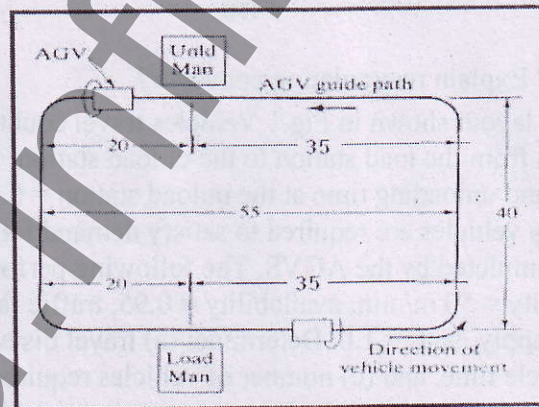 AGV
Unld
Man
AGV guide path
20
35
55
40
20
35
Load
Man
Direction of
vehicle movement